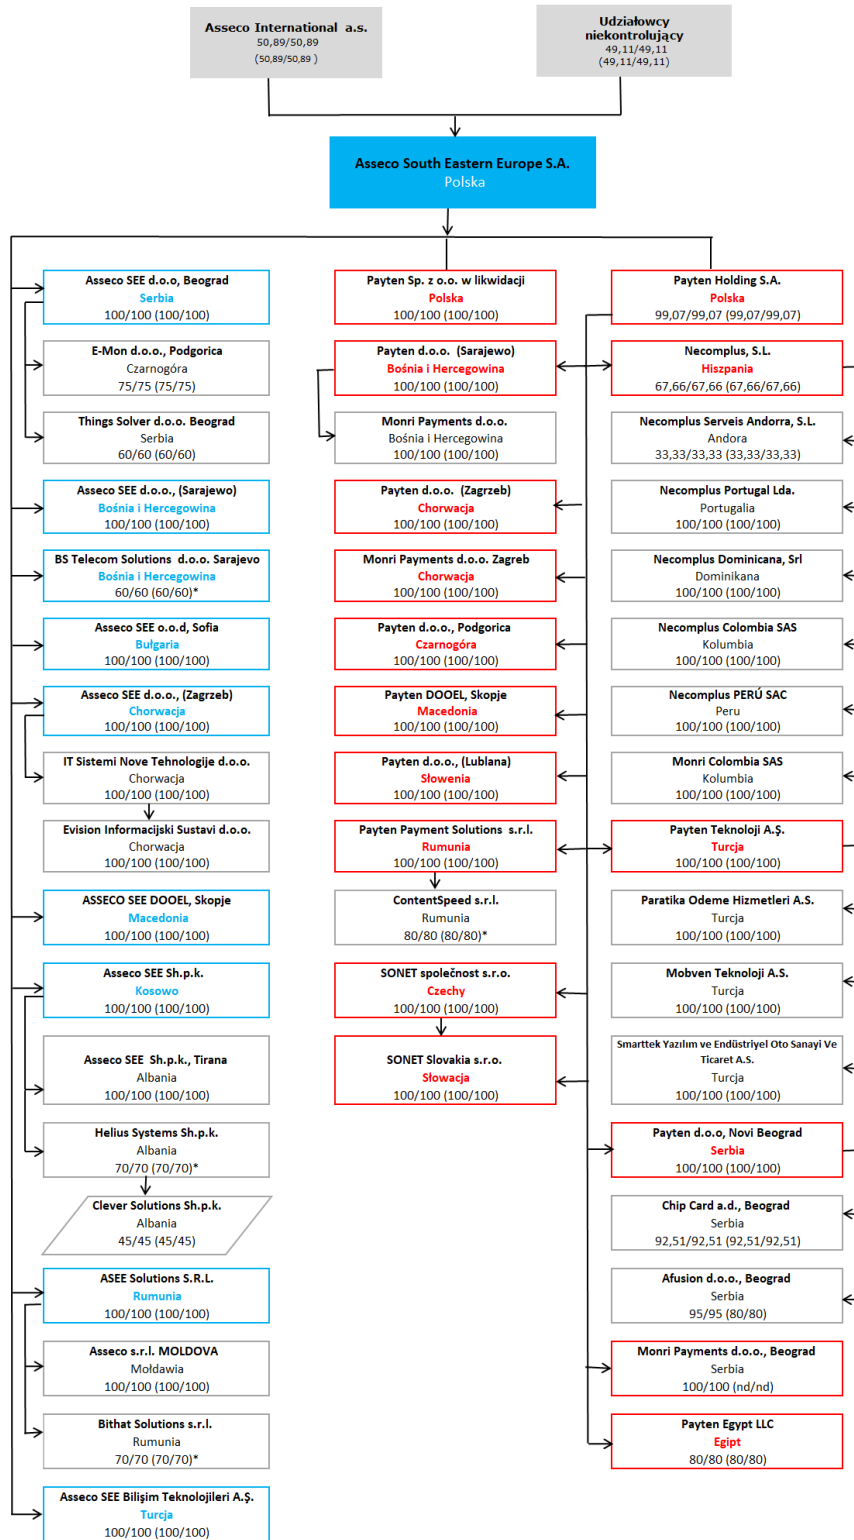 Asseco International a.s.
50,89/50,89
(50,89/50,89 )
Udziałowcy
niekontrolujący
49,11/49,11
(49,11/49,11)
Asseco South Eastern Europe S.A.
Polska
Asseco SEE d.o.o, Beograd
Serbia
100/100 (100/100)
E-Mon d.o.o., Podgorica
Czarnogóra
75/75 (75/75)
Things Solver d.o.o. Beograd
Serbia
60/60 (60/60)
Asseco SEE d.o.o., (Sarajewo)
Bośnia i Hercegowina
100/100 (100/100)
BS Telecom Solutions d.o.o. Sarajevo
Bośnia i Hercegowina
60/60 (60/60)*
Asseco SEE o.o.d, Sofia
Bułgaria
100/100 (100/100)
Asseco SEE d.o.o., (Zagrzeb)
Chorwacja
100/100 (100/100)
IT Sistemi Nove Tehnologije d.o.o.
Chorwacja
100/100 (100/100)
Evision Informacijski Sustavi d.o.o.
Chorwacja
100/100 (100/100)
ASSECO SEE DOOEL, Skopje
Macedonia
100/100 (100/100)
Asseco SEE Sh.p.k.
Kosowo
100/100 (100/100)
Asseco SEE Sh.p.k., Tirana
Albania
100/100 (100/100)
Helius Systems Sh.p.k.
Albania
70/70 (70/70)*
Clever Solutions Sh.p.k.
Albania
45/45 (45/45)
ASEE Solutions S.R.L.
Rumunia
100/100 (100/100)
Asseco s.r.l. MOLDOVA
Mołdawia
100/100 (100/100)
Bithat Solutions s.r.l.
Rumunia
70/70 (70/70)*
Asseco SEE Bilişim Teknolojileri A.Ş.
Turcja
100/100 (100/100)
Payten Sp. z o.o. w likwidacji
Polska
100/100 (100/100)
Payten d.o.o. (Sarajewo)
Bośnia i Hercegowina
100/100 (100/100)
Monri Payments d.o.o.
Bośnia i Hercegowina
100/100 (100/100)
Payten d.o.o. (Zagrzeb)
Chorwacja
100/100 (100/100)
Monri Payments d.o.o. Zagreb
Chorwacja
100/100 (100/100)
Payten d.o.o., Podgorica
Czarnogóra
100/100 (100/100)
Payten DOOEL, Skopje
Macedonia
100/100 (100/100)
Payten d.o.o., (Lublana)
Słowenia
100/100 (100/100)
Payten Payment Solutions s.r.l.
Rumunia
100/100 (100/100)
ContentSpeed s.r.l.
Rumunia
80/80 (80/80)*
SONET společnost s.r.o.
Czechy
100/100 (100/100)
SONET Slovakia s.r.o.
Słowacja
100/100 (100/100)
Payten Holding S.A.
Polska
99,07/99,07 (99,07/99,07)
Necomplus, S.L.
Hiszpania
67,66/67,66 (67,66/67,66)
Necomplus Serveis Andorra, S.L.
Andora
33,33/33,33 (33,33/33,33)
Necomplus Portugal Lda.
Portugalia
100/100 (100/100)
Necomplus Dominicana, Srl
Dominikana
100/100 (100/100)
Necomplus Colombia SAS
Kolumbia
100/100 (100/100)
Necomplus PERÚ SAC
Peru
100/100 (100/100)
Monri Colombia SAS
Kolumbia
100/100 (100/100)
Payten Teknoloji A.Ş.
Turcja
100/100 (100/100)
Paratika Odeme Hizmetleri A.S.
Turcja
100/100 (100/100)
Mobven Teknoloji A.S.
Turcja
100/100 (100/100)
Smarttek Yazılım ve Endüstriyel Oto Sanayi Ve
Ticaret A.S.
Turcja
100/100 (100/100)
Payten d.o.o, Novi Beograd
Serbia
100/100 (100/100)
Chip Card a.d., Beograd
Serbia
92,51/92,51 (92,51/92,51)
Afusion d.o.o., Beograd
Serbia
95/95 (80/80)
Monri Payments d.o.o., Beograd
Serbia
100/100 (nd/nd)
Payten Egypt LLC
Egipt
80/80 (80/80)